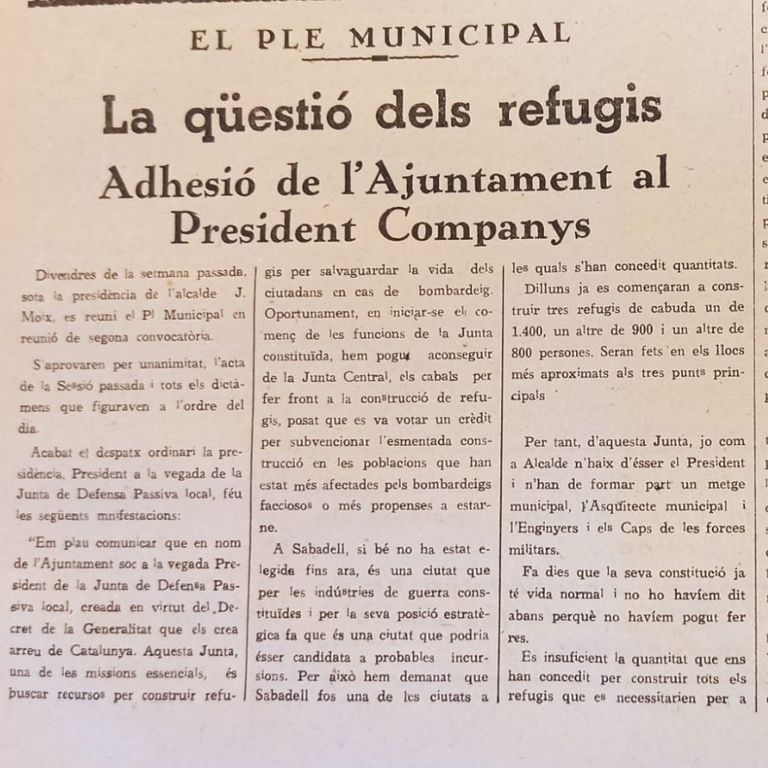 EL PLE MUNICIPAL
La qüestió dels refugis
Adhesió de l'Ajuntament al
President Companys
Divendres de la setmana passada,
sota la presidència de l'alcalde J.
Moix, es reuní el Pl Municipal en
reunió de segona convocatòria.
S'aprovaren per unanimitat, l'acta
de la Sessió passada i tots els dictà-
mens que figuraven a l'ordre del
dia.
Acabat el despatx ordinari la pre-
sidència, President a la vegada de la
Junta de Defensa Passiva local, féu
les següents mnifestacions:
"Em plau comunicar que en nom
de l'Ajuntament soc a la vegada Pre-
sident de la Junta de Defensa Pas-
siva local, creada en virtut del De-
cret de la Generalitat que els crea
arreu de Catalunya. Aquesta Junta,
una de les missions essencials, és
buscar recursos per construir refu-
gis per salvaguardar la vida dels
ciutadans en cas de bombardeig.
Oportunament, en iniciar-se el co-
menç de les funcions de la Junta
constituïda, hem pogut aconseguir
de la Junta Central, els cabals per
fer front a la construcció de refu-
gis, posat que es va votar un crèdit
per subvencionar l'esmentada cons-
trucció en les poblacions que han
estat més afectades pels bombardeigs
facciosos o més propenses a estar-
ne.
A Sabadell, si bé no ha estat e-
legida fins ara, és una ciutat que
per les indústries de guerra cons-
tituïdes i per la seva posició estratè-
gica fa que és una ciutat que podria
ésser candidata a probables incur-
sions. Per això hem demanat que
Sabadell fos una de les ciutats a
les quals s'han concedit quantitats.
Dilluns ja es començaran a cons-
truir tres refugis de cabuda un de
1.400, un altre de 900 i un altre de
800 persones. Seran fets en els llocs
més aproximats als tres punts prin-
cipals
Per tant, d'aquesta Junta, jo com
a Alcalde n'haix d'ésser el President
i n'han de formar part un metge
municipal, l'Asquitecte municipal i
l'Enginyers i els Caps de les forces
militars.
Fa dies que la seva constitució ja
té vida normal i no ho havíem dit
abans perquè no havíem pogut fer
res.
Es insuficient la quantitat que ens
han concedit per construir tots els
refugis que es necessitarien per a